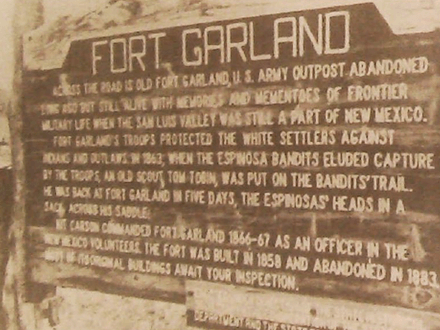 FORT GARLAND
ACROSS THE ROAD IS OLD FORT GARLAND, U.S. ARMY OUTPOST ABANDONED
LONG AGO BUT STILL ALIVE WITH MEMORIES AND MEMENTOES OF FRONTIER
MILITARY LIFE WHEN THE SAN LUIS VALLEY WAS STILL A PART OF NEW MEXICO.
FORT GARLAND'S TROOPS PROTECTED THE WHITE SETTLERS AGAINST
INDIANS AND OUTLAWS. IN 1863, WHEN THE ESPINOSA BANDITS ELUDED CAPTURE
BY THE TROOPS, AN OLD SCOUT, TOM TOBIN, WAS PUT ON THE BANDITS' TRAIL.
HE WAS BACK AT FORT GARLAND IN FIVE DAYS, THE ESPINOSAS' HEADS IN A
SACK ACROSS HIS SADDLE.
KIT CARSON COMMANDED FORT GARLAND 1866-67 AS AN OFFICER IN THE
NEW MEXICO VOLUNTEERS. THE FORT WAS BUILT IN 1858 AND ABANDONED IN 1883.
MOST OF ORIGINAL BUILDINGS AWAIT YOUR INSPECTION.
DEPARTMENT AND THE STATE